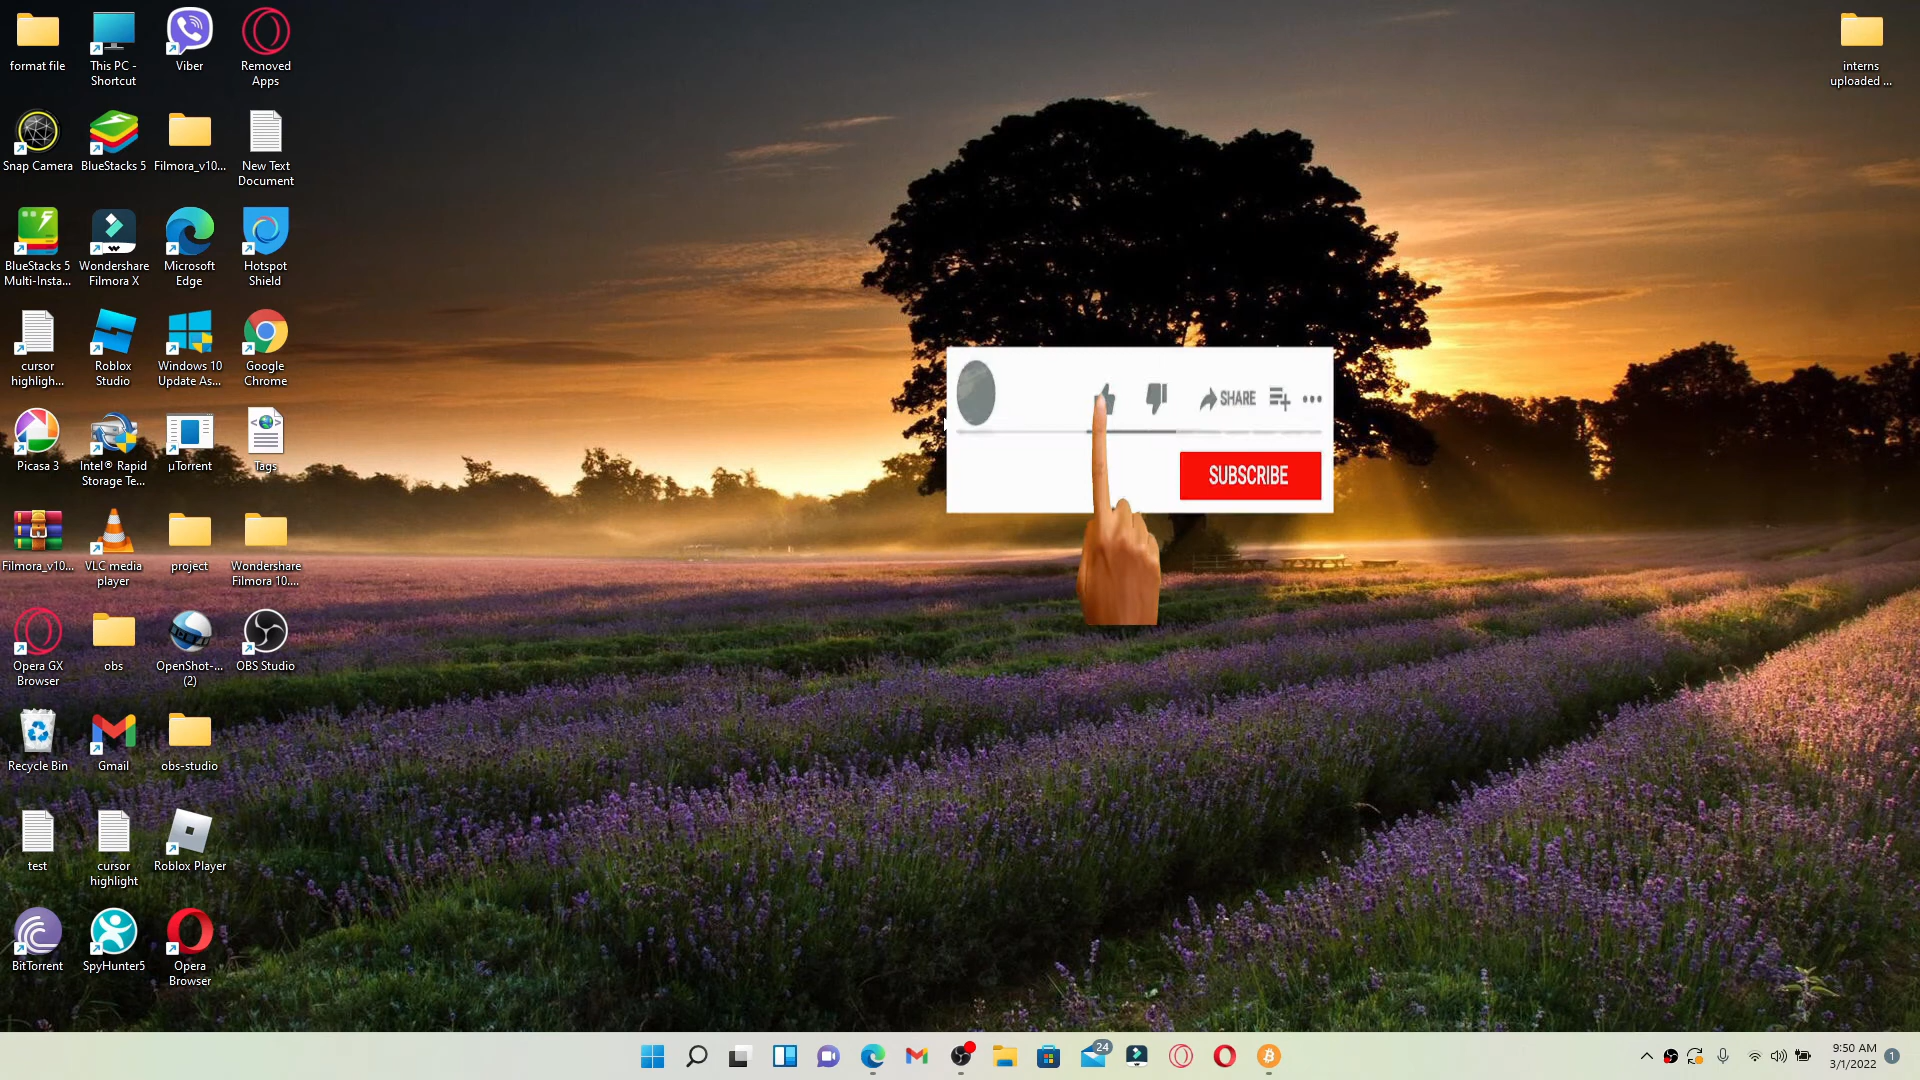 format file
This PC -
Shortcut
Viber
Removed
Apps
interns
uploaded ...
Snap Camera
BlueStacks 5
Filmora_v10...
New Text
Document
BlueStacks 5
Multi-Insta...
Wondershare
Filmora X
Microsoft
Edge
Hotspot
Shield
cursor
highligh...
Roblox
Studio
Windows 10
Update As...
Google
Chrome
SHARE
SUBSCRIBE
Picasa 3
Intel® Rapid
Storage Te...
µTorrent
Tags
Filmora_v10...
VLC media
player
project
Wondershare
Filmora 10....
Opera GX
Browser
obs
OpenShot-...
(2)
OBS Studio
Recycle Bin
Gmail
obs-studio
test
cursor
highlight
Roblox Player
BitTorrent
SpyHunter5
Opera
Browser
24
9:50 AM
3/1/2022
1